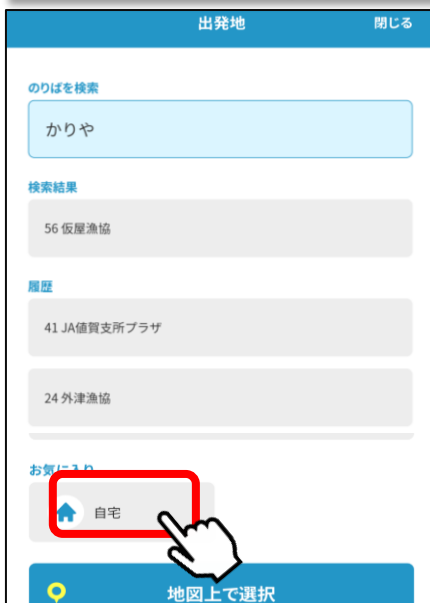 出発地
閉じる
のりばを検索
かりや
検索結果
56 仮屋漁協
履歴
41 JA値賀支所プラザ
24 外津漁協
お気に入り
自宅
地図上で選択